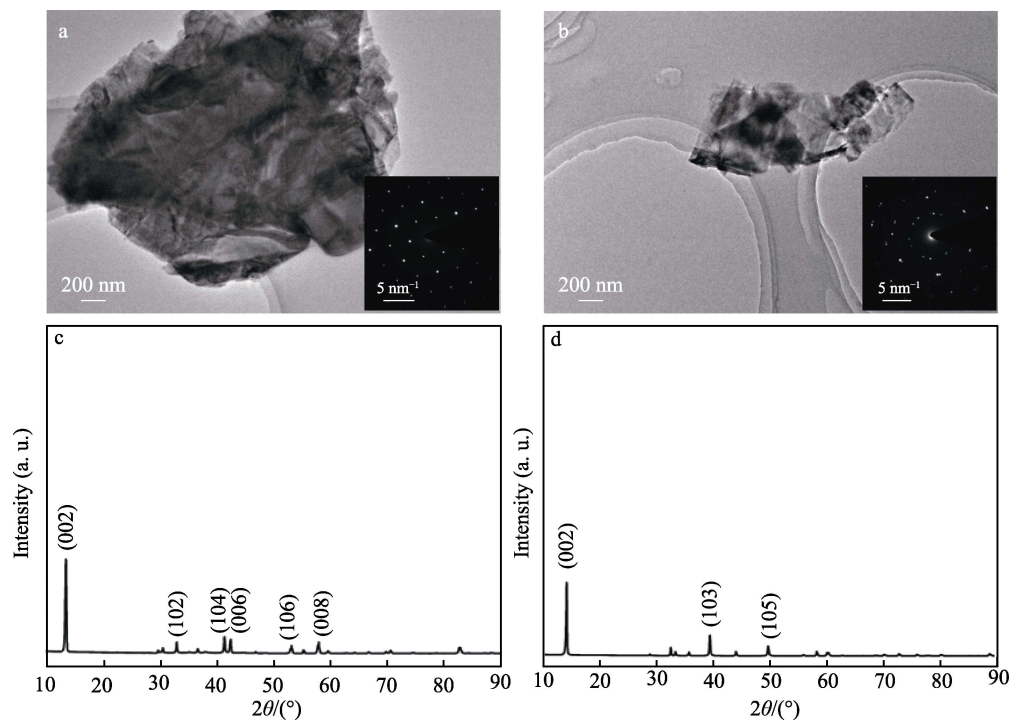 a
200 nm
5 nm⁻¹
b
200 nm
5 nm⁻¹
c
Intensity (a. u.)
(002)
(102)
(104)
(006)
(106)
(008)
10 20 30 40 50 60 70 80 90
2θ/(°)
d
Intensity (a. u.)
(002)
(103)
(105)
10 20 30 40 50 60 70 80 90
2θ/(°)